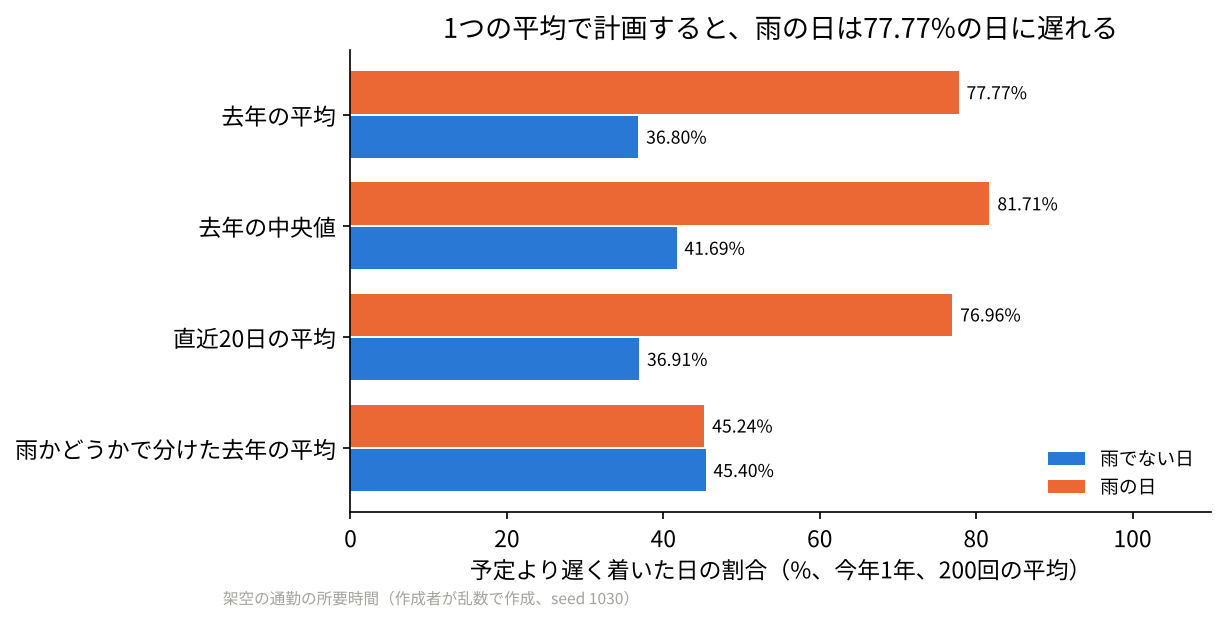 1つの平均で計画すると、雨の日は77.77%の日に遅れる
去年の平均
77.77%
36.80%
去年の中央値
81.71%
41.69%
直近20日の平均
76.96%
36.91%
雨かどうかで分けた去年の平均
45.24%
45.40%
雨でない日
雨の日
0 20 40 60 80 100
予定より遅く着いた日の割合（%、今年1年、200回の平均）
架空の通勤の所要時間（作成者が乱数で作成、seed 1030）